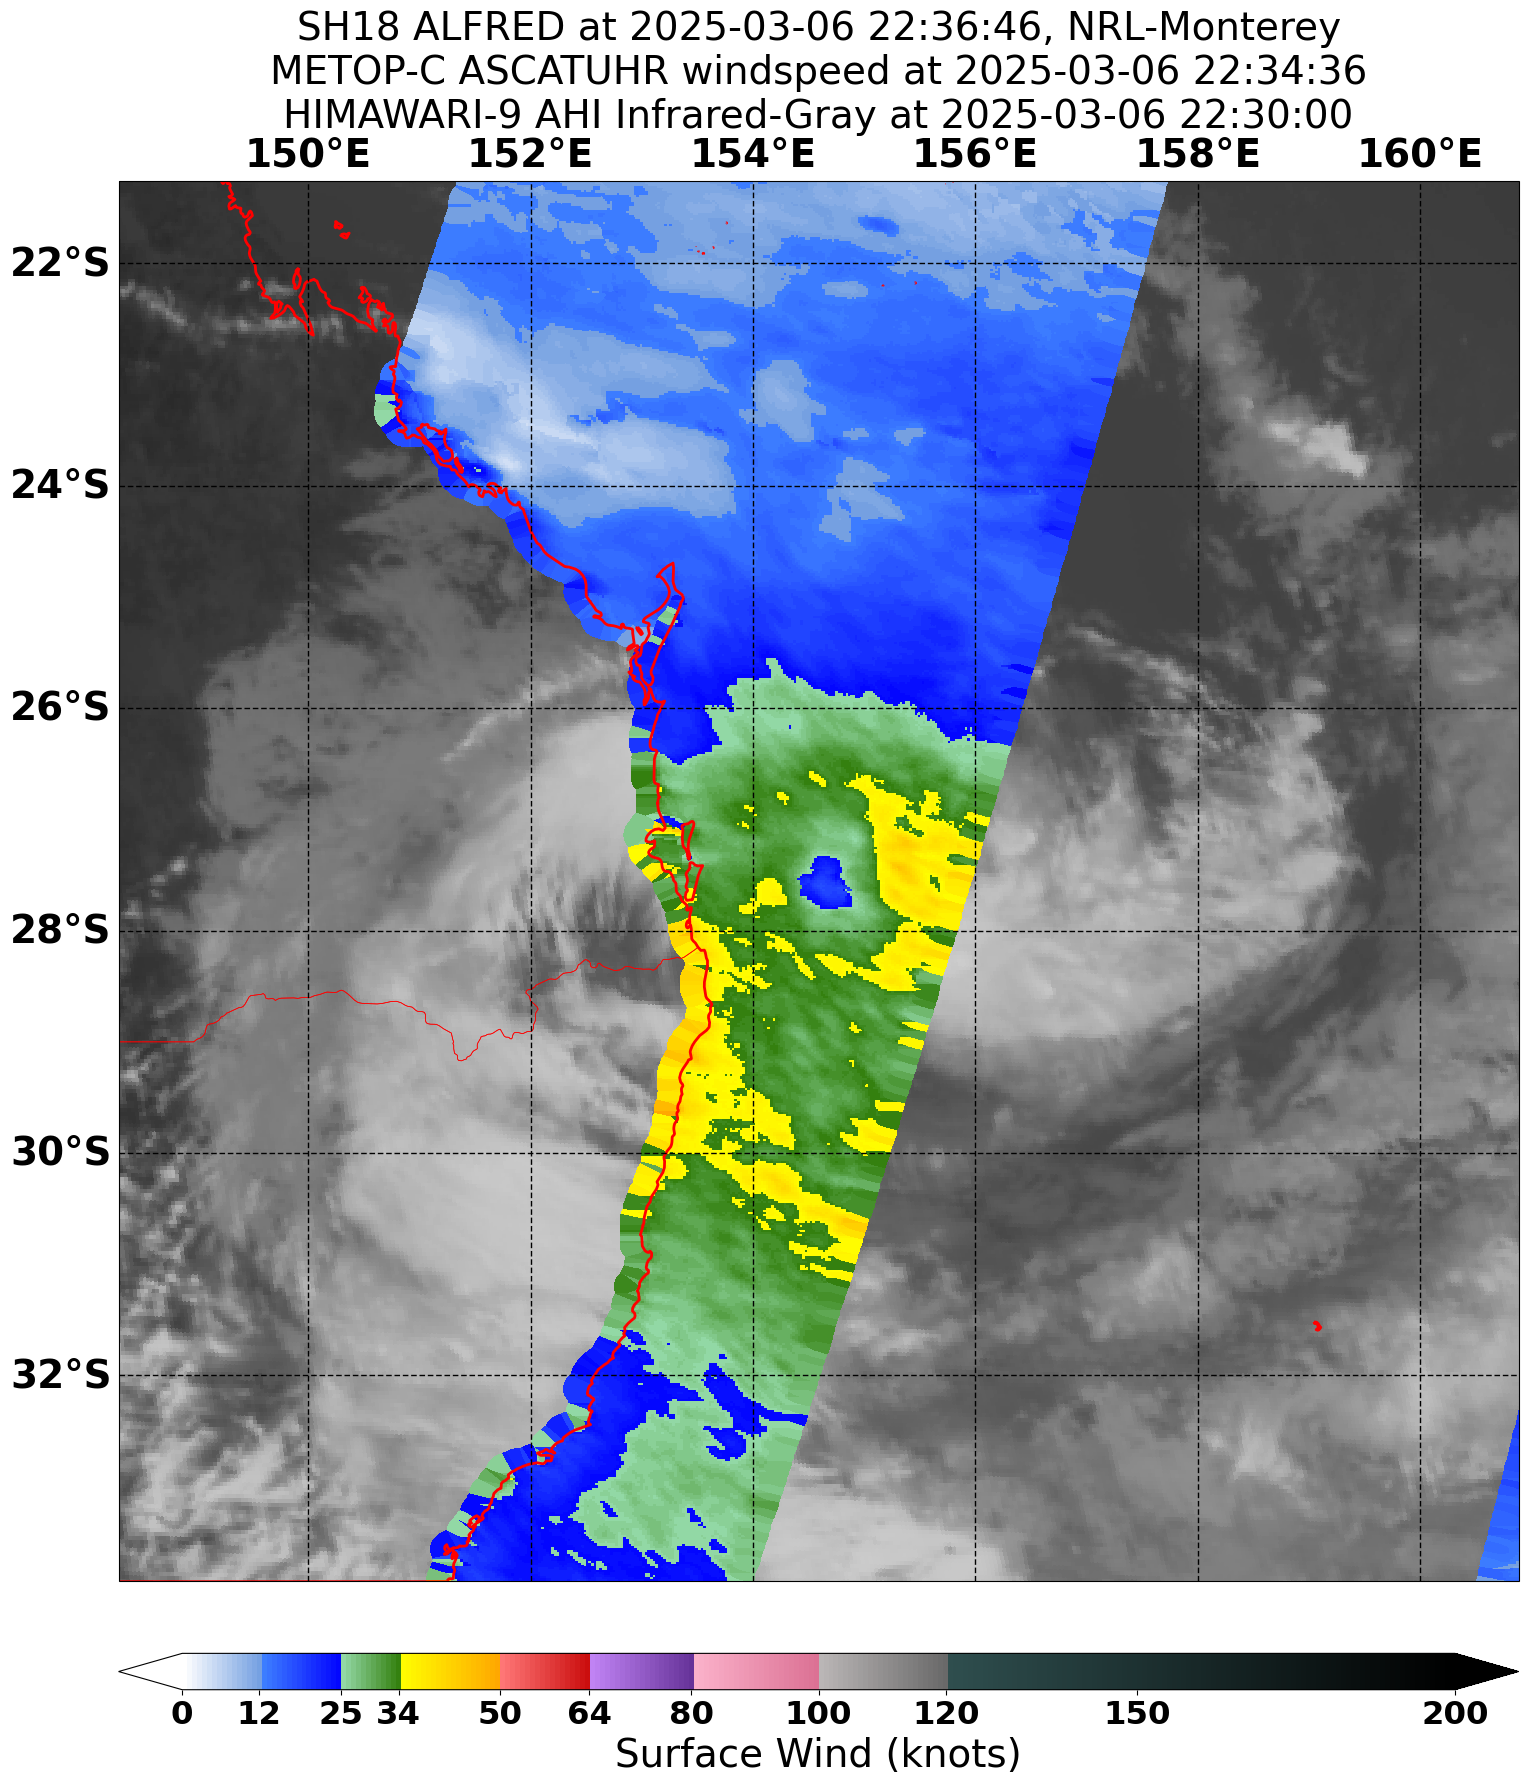 SH18 ALFRED at 2025-03-06 22:36:46, NRL-Monterey
METOP-C ASCATUHR windspeed at 2025-03-06 22:34:36
HIMAWARI-9 AHI Infrared-Gray at 2025-03-06 22:30:00
150°E 152°E 154°E 156°E 158°E 160°E
22°S
24°S
26°S
28°S
30°S
32°S
0 12 25 34 50 64 80 100 120 150 200
Surface Wind (knots)